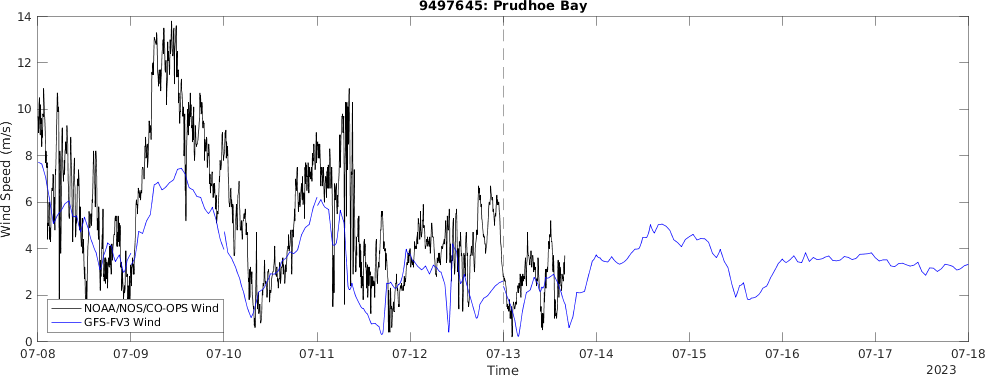 9497645: Prudhoe Bay
14
12
10
8
6
4
2
0
Wind Speed (m/s)
NOAA/NOS/CO-OPS Wind
GFS-FV3 Wind
07-08 07-09 07-10 07-11 07-12 07-13 07-14 07-15 07-16 07-17 07-18
Time
2023